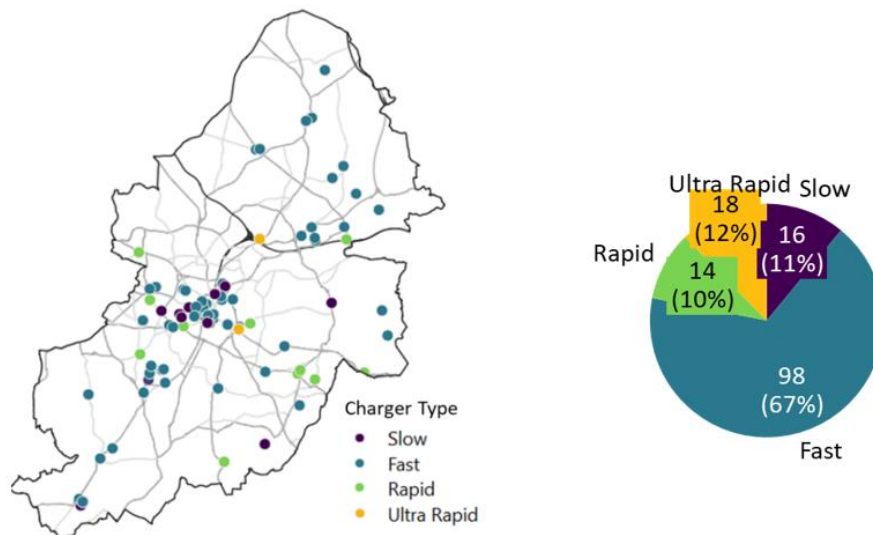 Charger Type
Slow
Fast
Rapid
Ultra Rapid
Ultra Rapid
18
(12%)
Slow
16
(11%)
Rapid
14
(10%)
98
(67%)
Fast